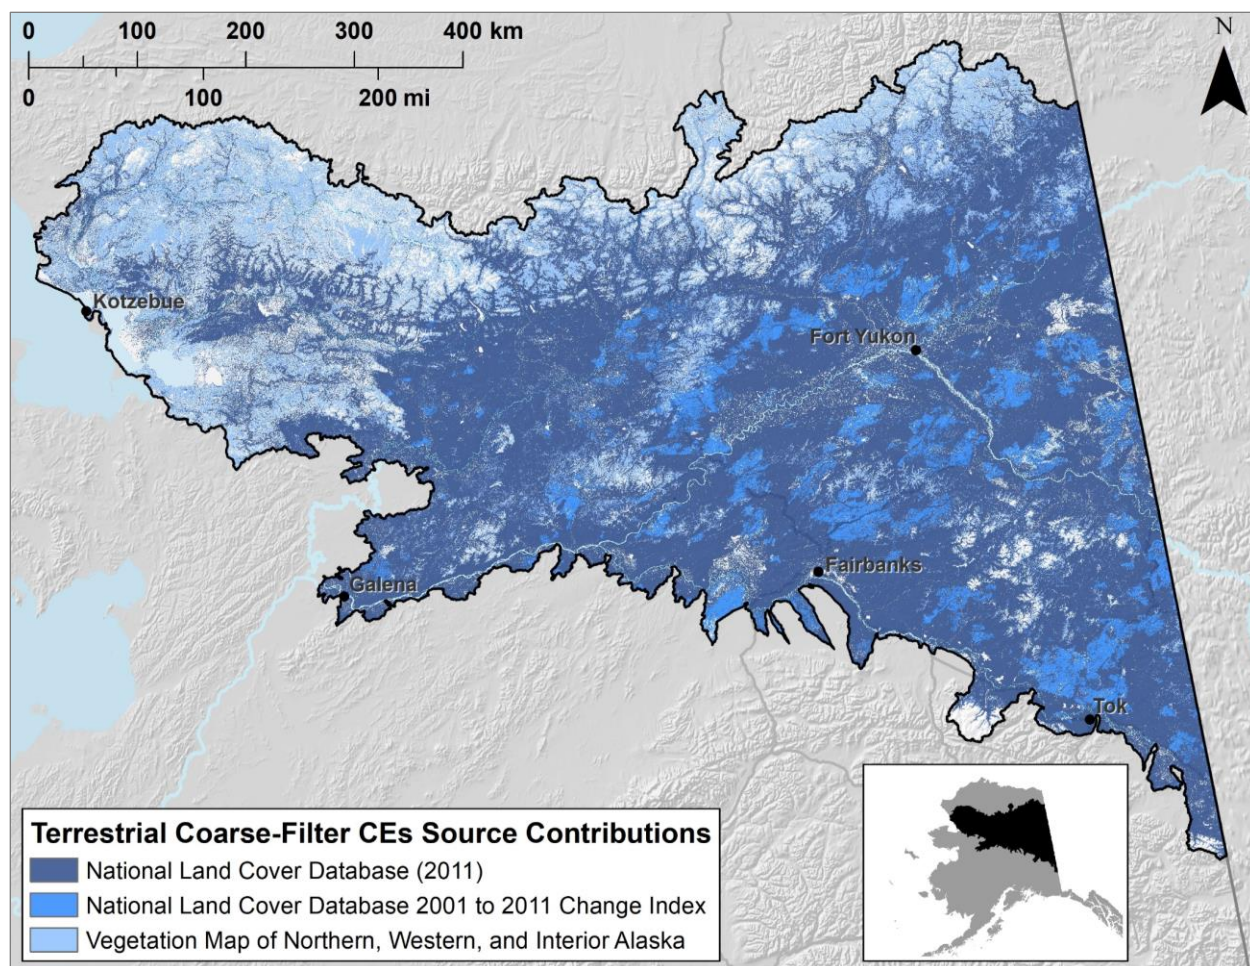 0 100 200 300 400 km
0 100 200 mi
N
Kotzebue
Fort Yukon
Galena
Fairbanks
Tok
Terrestrial Coarse-Filter CEs Source Contributions
National Land Cover Database (2011)
National Land Cover Database 2001 to 2011 Change Index
Vegetation Map of Northern, Western, and Interior Alaska